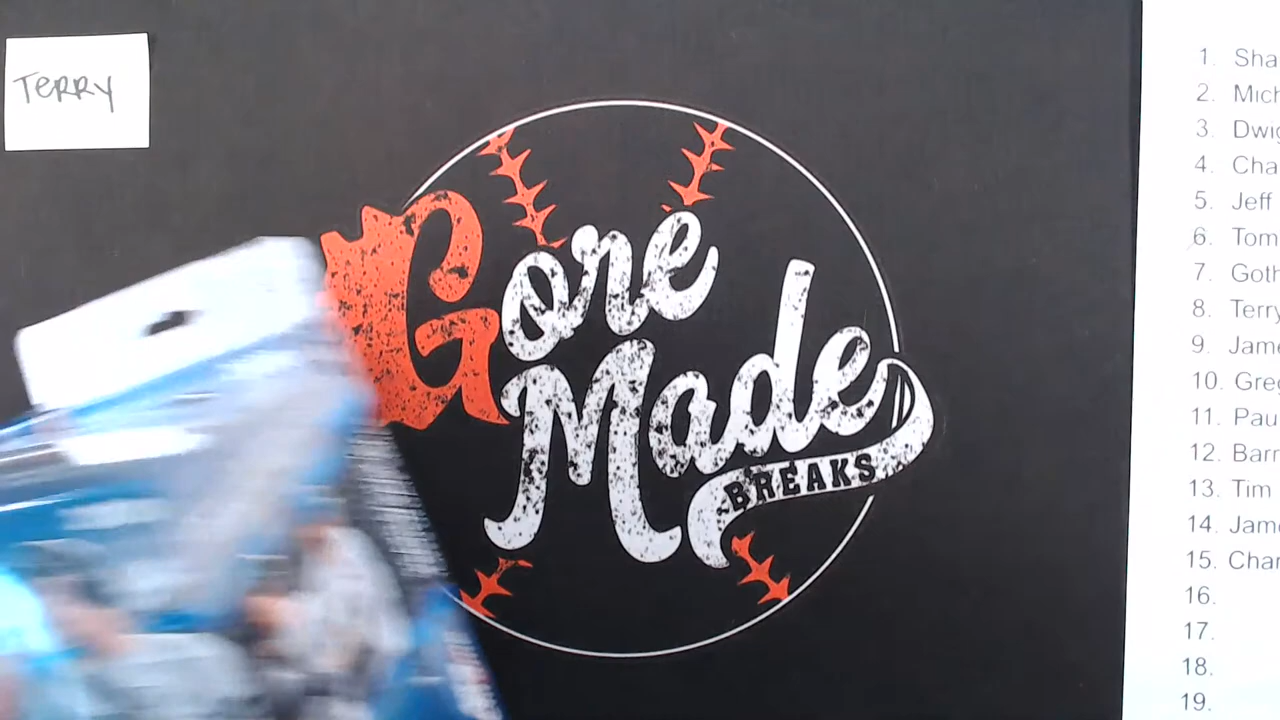 TERRY
Gore
Made
BREAKS
1. Sha
2. Mich
3. Dwig
4. Cha
5. Jeff
6. Tom
7. Goth
8. Terry
9. Jame
10. Greg
11. Pau
12. Barr
13. Tim
14. Jame
15. Char
16.
17.
18.
19.